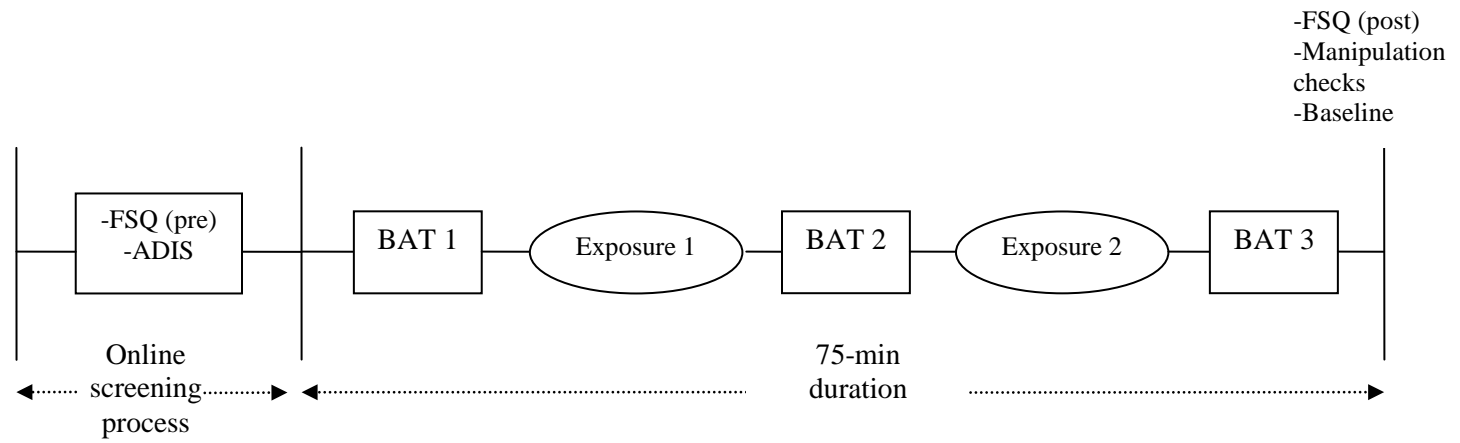 -FSQ (post)
-Manipulation
checks
-Baseline
-FSQ (pre)
-ADIS
BAT 1
Exposure 1
BAT 2
Exposure 2
BAT 3
Online
screening
process
75-min
duration